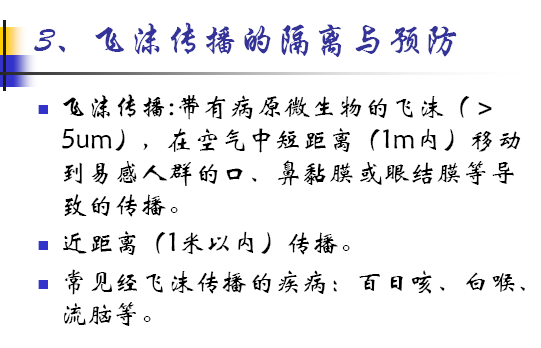 3、飞沫传播的隔离与预防
飞沫传播:带有病原微生物的飞沫（>
5um），在空气中短距离（1m内）移动
到易感人群的口、鼻黏膜或眼结膜等导
致的传播。
近距离（1米以内）传播。
常见经飞沫传播的疾病：百日咳、白喉、
流脑等。